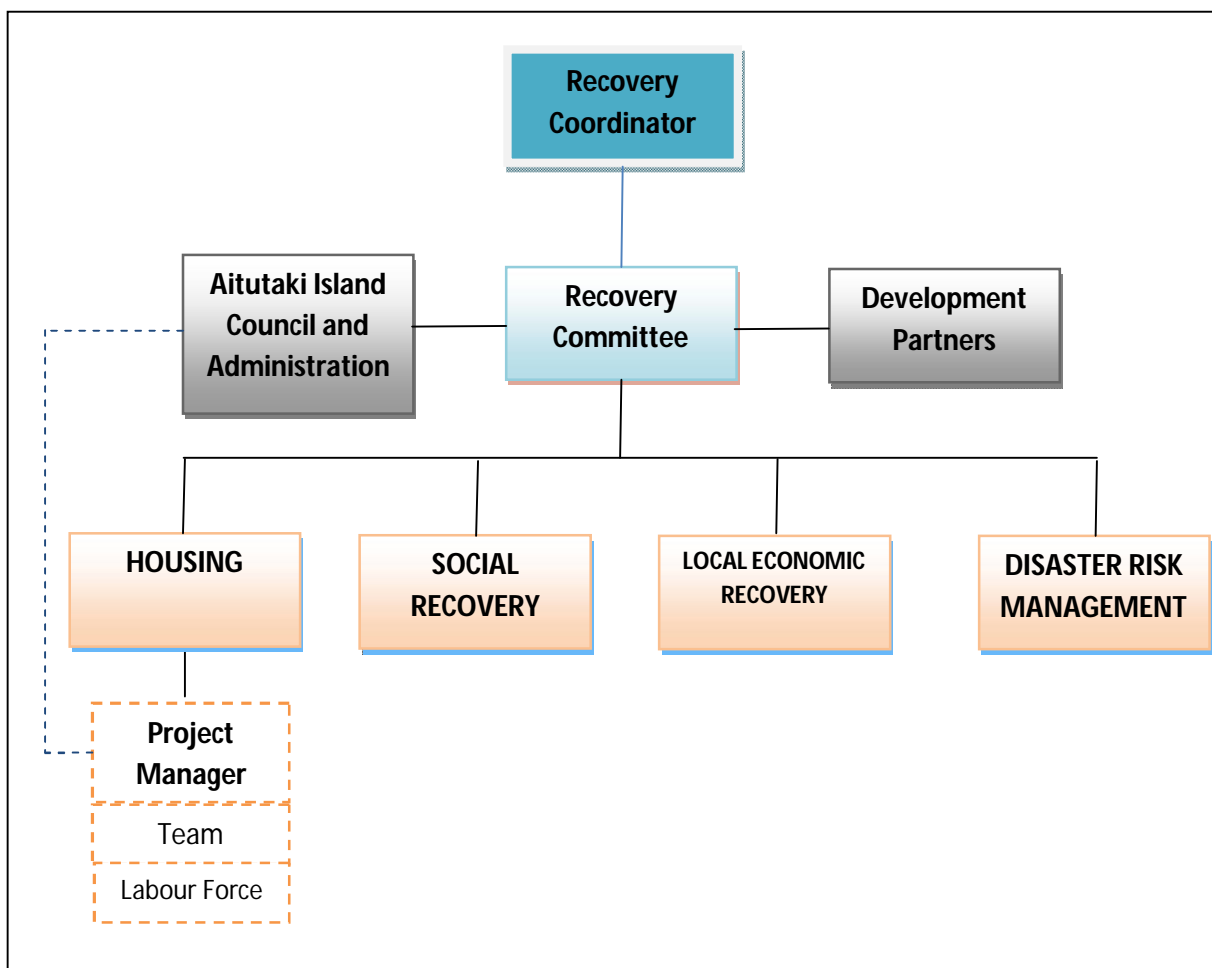 Recovery
Coordinator
Aitutaki Island
Council and
Administration
Recovery
Committee
Development
Partners
HOUSING
SOCIAL
RECOVERY
LOCAL ECONOMIC
RECOVERY
DISASTER RISK
MANAGEMENT
Project
Manager
Team
Labour Force